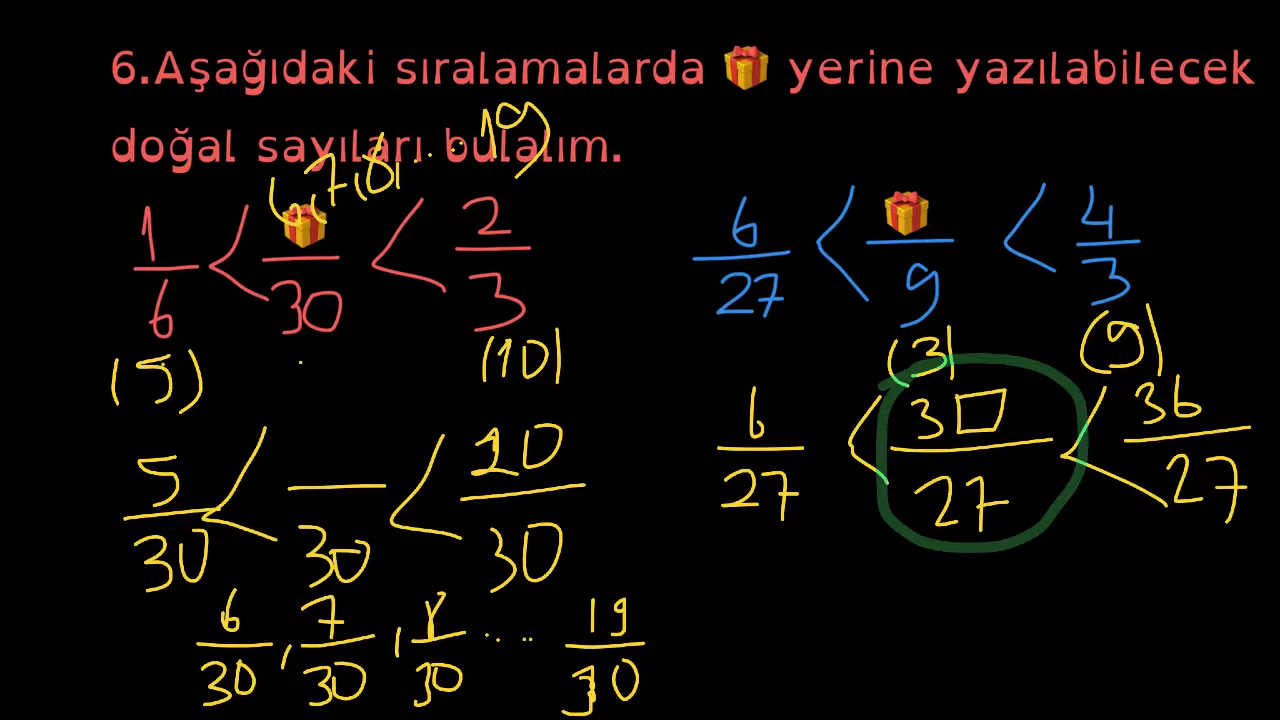 6.Aşağıdaki sıralamalarda 🎁 yerine yazılabilecek
doğal sayıları bulalım.
6,7,8,.....19
1/6 < 🎁/30 < 2/3
6/27 < 🎁/9 < 4/3
(5) (10)
(3) (9)
5/30 < /30 < 20/30
6/27 < 3□/27 < 36/27
6/30, 7/30, 8/30 ..... 19/30